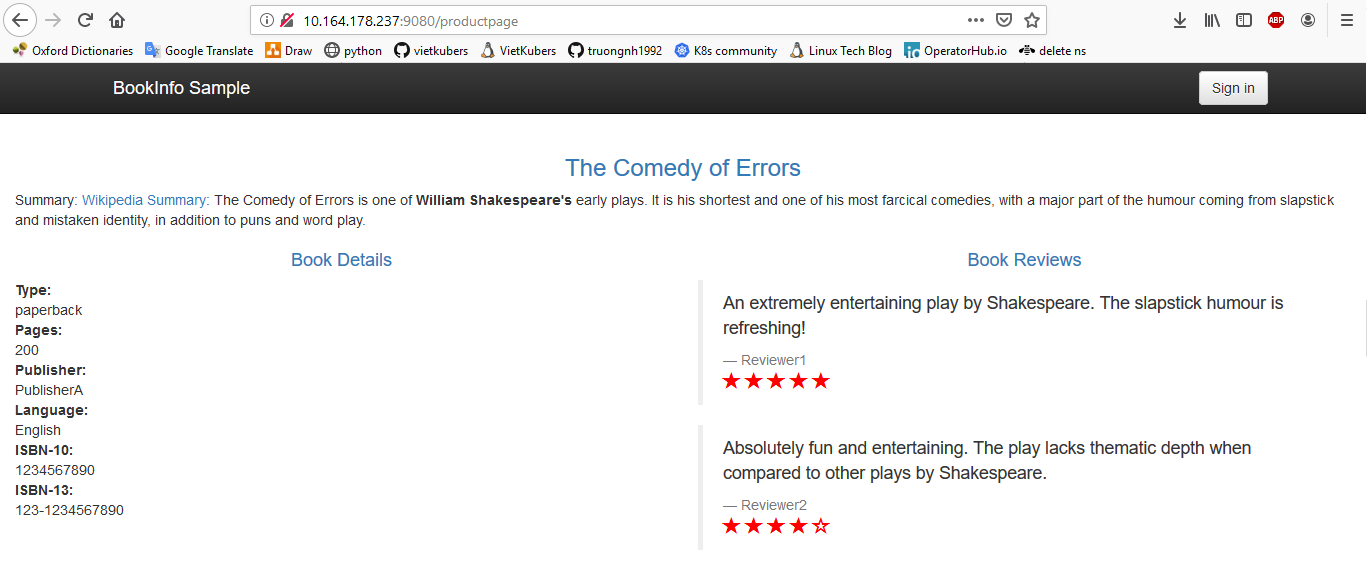 10.164.178.237:9080/productpage
Oxford Dictionaries Google Translate Draw python vietkubers VietKubers truongnh1992 K8s community Linux Tech Blog OperatorHub.io delete ns
ABP
BookInfo Sample
Sign in
The Comedy of Errors
Summary: Wikipedia Summary: The Comedy of Errors is one of William Shakespeare's early plays. It is his shortest and one of his most farcical comedies, with a major part of the humour coming from slapstick
and mistaken identity, in addition to puns and word play.
Book Details
Type:
paperback
Pages:
200
Publisher:
PublisherA
Language:
English
ISBN-10:
1234567890
ISBN-13:
123-1234567890
Book Reviews
An extremely entertaining play by Shakespeare. The slapstick humour is
refreshing!
— Reviewer1
★★★★★
Absolutely fun and entertaining. The play lacks thematic depth when
compared to other plays by Shakespeare.
— Reviewer2
★★★★☆